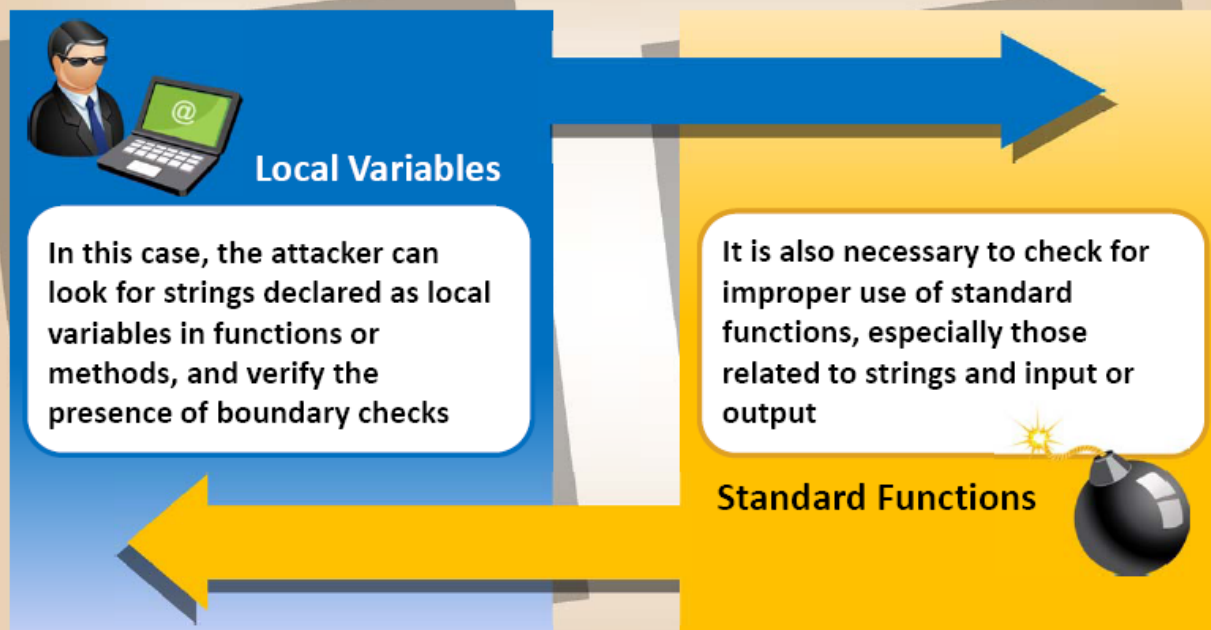 @
Local Variables
In this case, the attacker can
look for strings declared as local
variables in functions or
methods, and verify the
presence of boundary checks
It is also necessary to check for
improper use of standard
functions, especially those
related to strings and input or
output
Standard Functions